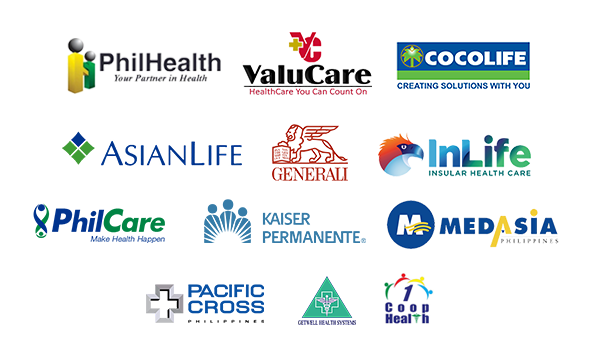 PhilHealth
Your Partner in Health
VC
ValuCare
HealthCare You Can Count On
COCOLIFE
CREATING SOLUTIONS WITH YOU
ASIANLIFE
GENERALI
InLife
INSULAR HEALTH CARE
PhilCare
Make Health Happen
KAISER
PERMANENTE®
M
MEDASIA
PHILIPPINES
PACIFIC
CROSS
PHILIPPINES
GETWELL HEALTH SYSTEMS
1
Coop
Health